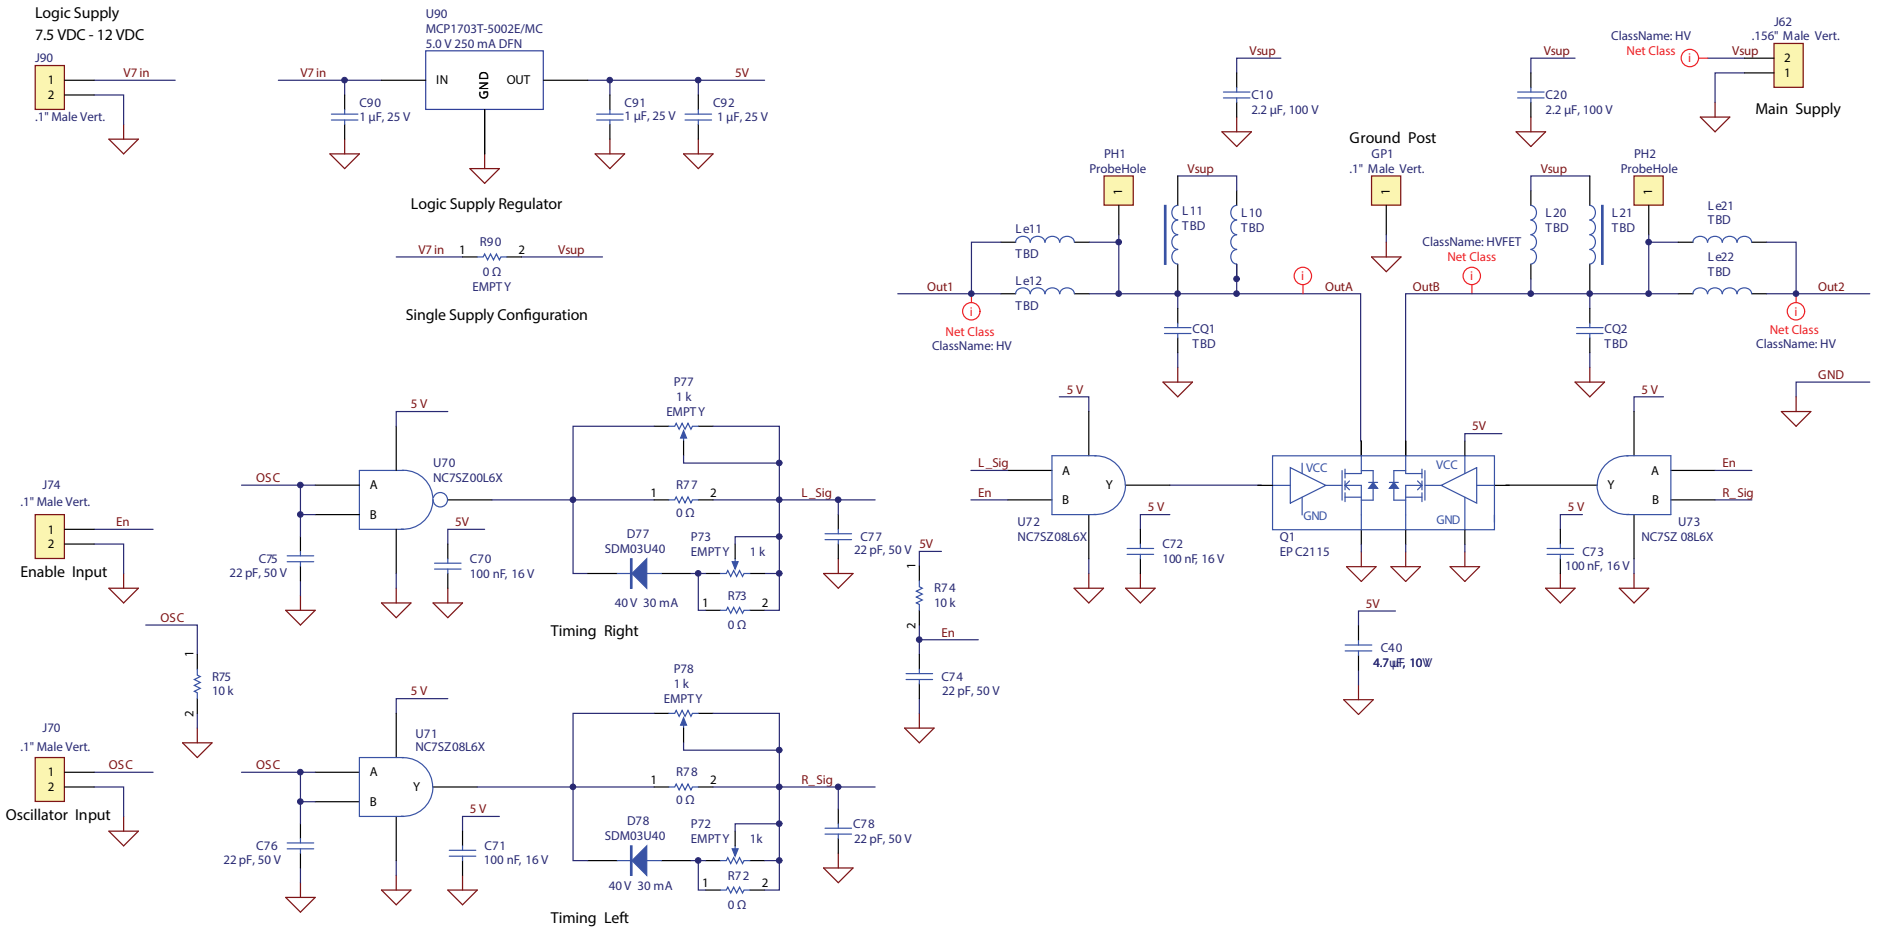 Logic Supply
7.5 VDC - 12 VDC
J90
1
2
V7 in
.1" Male Vert.
U90
MCP1703T-5002E/MC
5.0 V 250 mA DFN
V7 in
IN
GND
OUT
5V
C90
1 µF, 25 V
C91
1 µF, 25 V
C92
1 µF, 25 V
Logic Supply Regulator
V7 in
1
R90
2
Vsup
0 Ω
EMPTY
Single Supply Configuration
Vsup
C10
2.2 µF, 100 V
Vsup
C20
2.2 µF, 100 V
J62
.156" Male Vert.
ClassName: HV
Net Class
i
Vsup
2
1
Main Supply
Ground Post
GP1
.1" Male Vert.
1
PH1
ProbeHole
1
Vsup
L11
TBD
L10
TBD
Le11
TBD
Le12
TBD
Out1
i
Net Class
ClassName: HV
i
OutA
CQ1
TBD
PH2
ProbeHole
1
Vsup
L20
TBD
L21
TBD
Le21
TBD
Le22
TBD
ClassName: HVFET
Net Class
i
OutB
Out2
i
Net Class
ClassName: HV
CQ2
TBD
GND
J74
.1" Male Vert.
1
2
En
Enable Input
OSC
5 V
U70
NC7SZ00L6X
A
B
C75
22 pF, 50 V
5V
C70
100 nF, 16 V
P77
1 k
EMPTY
1
R77
2
0 Ω
D77
SDM03U40
40 V 30 mA
P73
EMPTY
1 k
1
R73
2
0 Ω
L_Sig
C77
22 pF, 50 V
Timing Right
OSC
1
R75
10 k
2
5V
1
R74
10 k
2
En
C74
22 pF, 50 V
J70
.1" Male Vert.
1
2
OSC
Oscillator Input
OSC
5 V
U71
NC7SZ08L6X
A
B
Y
C76
22 pF, 50 V
5 V
C71
100 nF, 16 V
P78
1 k
EMPTY
1
R78
2
0 Ω
D78
SDM03U40
40 V 30 mA
P72
EMPTY
1k
1
R72
2
0 Ω
R_Sig
C78
22 pF, 50 V
Timing Left
5 V
L_Sig
En
A
B
Y
U72
NC7SZ08L6X
5 V
C72
100 nF, 16 V
VCC
GND
Q1
EPC2115
VCC
GND
5V
5 V
A
B
Y
En
R_Sig
U73
NC7SZ 08L6X
5 V
C73
100 nF, 16 V
5V
C40
4.7 µF, 10V